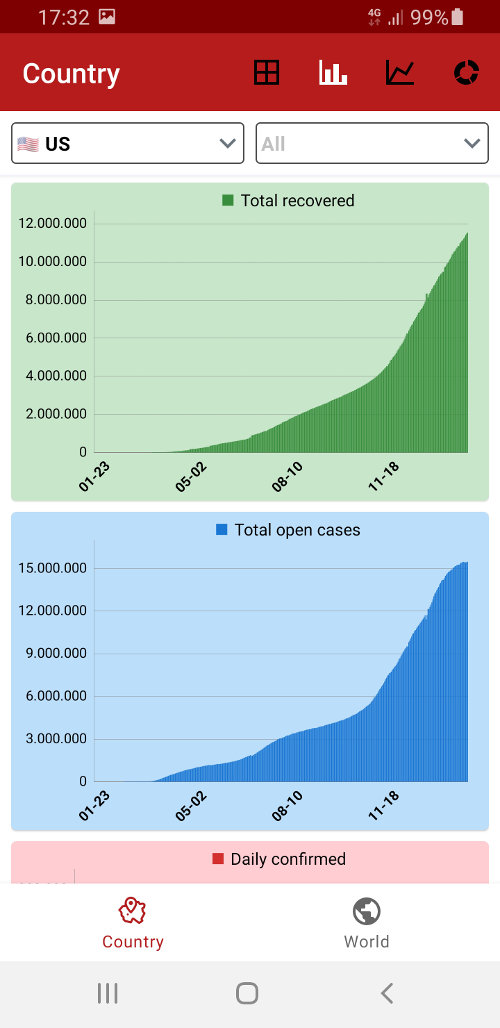 17:32 4G 99%
Country
US All
Total recovered
12.000.000
10.000.000
8.000.000
6.000.000
4.000.000
2.000.000
0
01-23 05-02 08-10 11-18
Total open cases
15.000.000
12.000.000
9.000.000
6.000.000
3.000.000
0
01-23 05-02 08-10 11-18
Daily confirmed
Country World